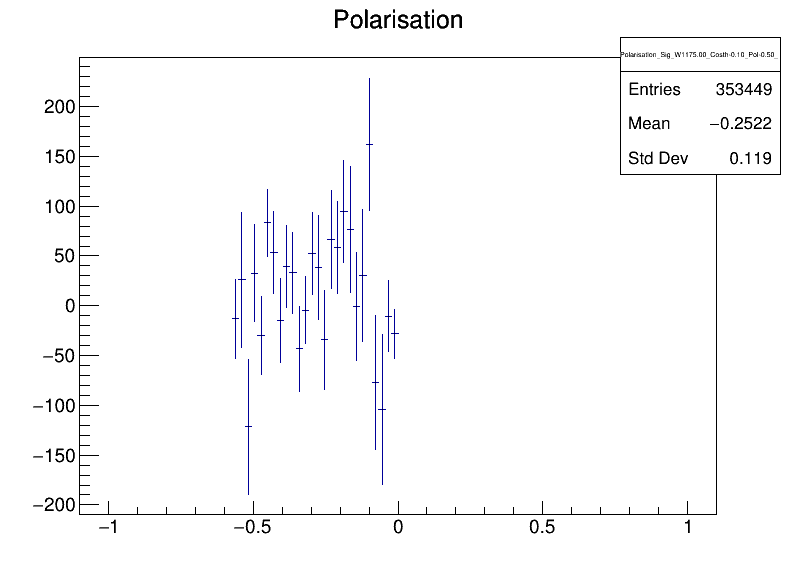 Polarisation
Polarisation_Sig_W1175.00_Costh-0.10_Pol-0.50_
Entries 353449
Mean −0.2522
Std Dev 0.119
200
150
100
50
0
−50
−100
−150
−200
−1 −0.5 0 0.5 1